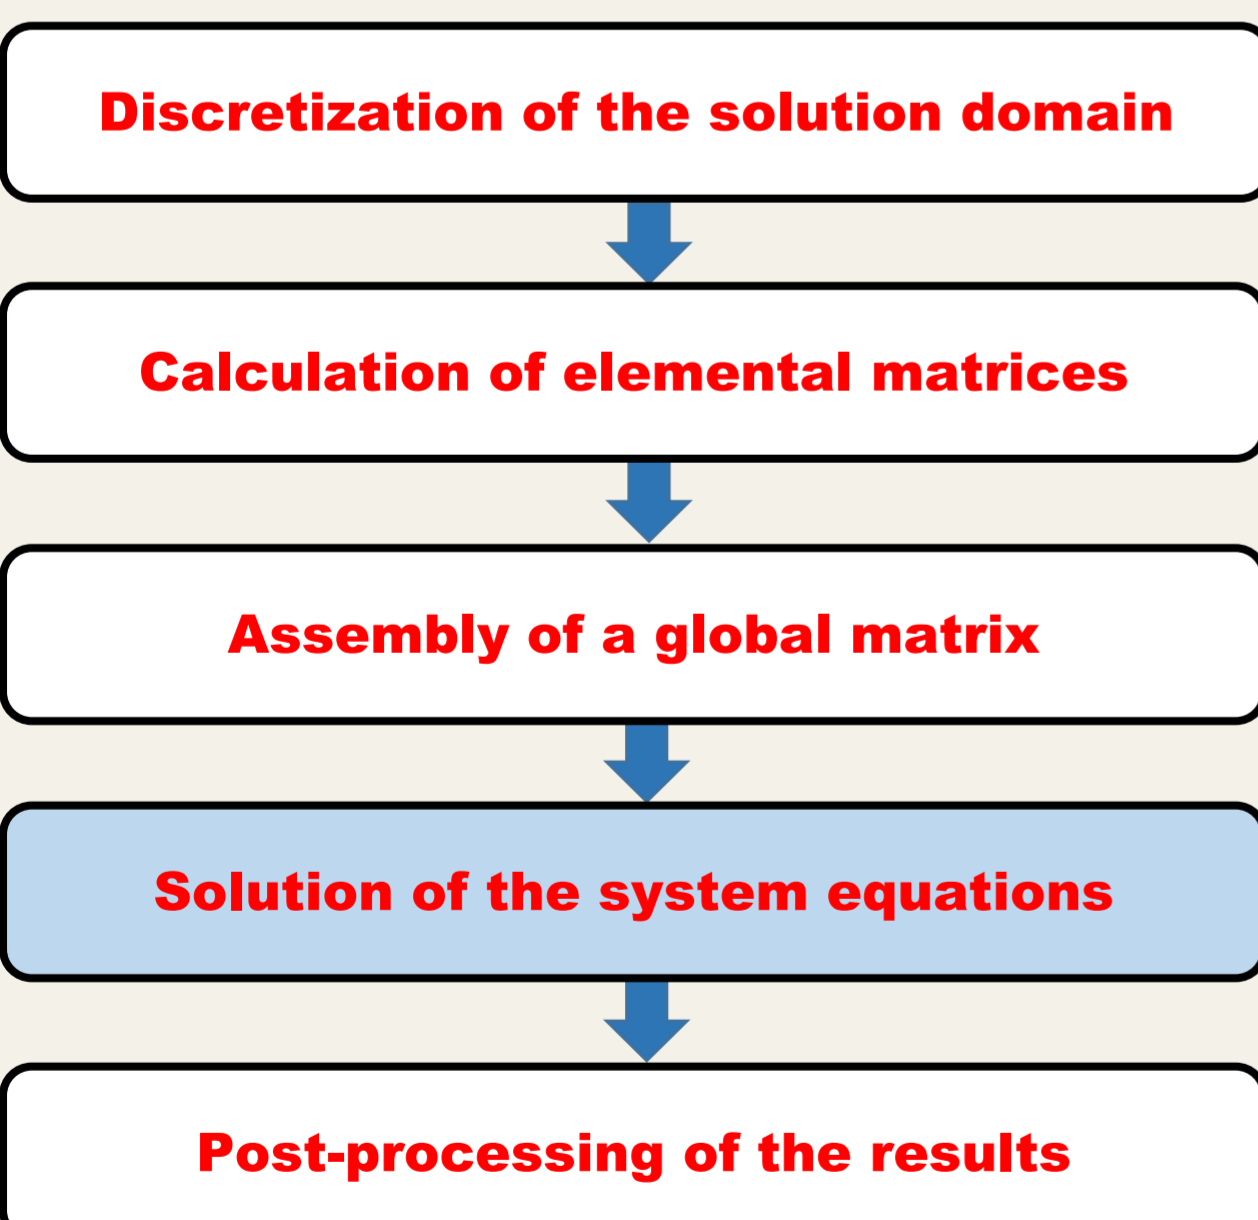 Discretization of the solution domain
Calculation of elemental matrices
Assembly of a global matrix
Solution of the system equations
Post-processing of the results